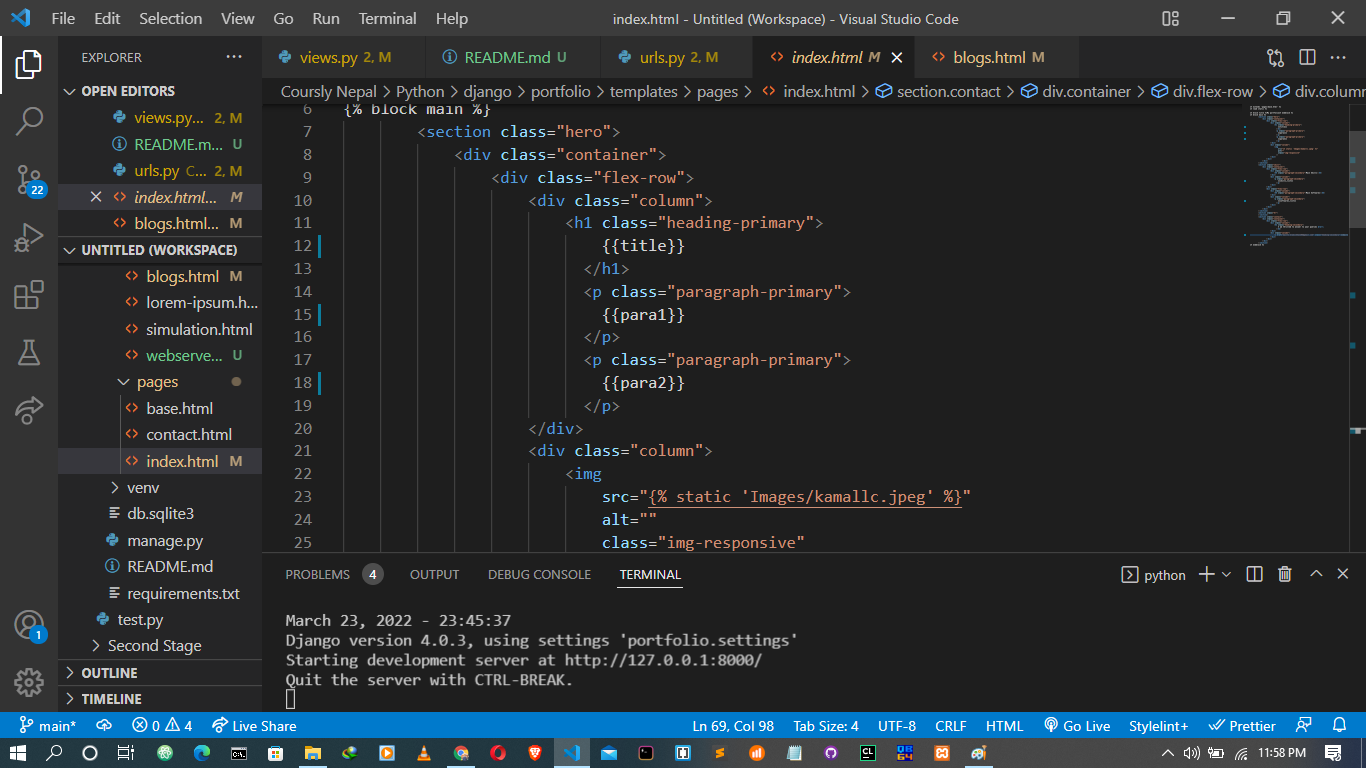 File Edit Selection View Go Run Terminal Help index.html - Untitled (Workspace) - Visual Studio Code
EXPLORER ···
views.py 2, M README.md U urls.py 2, M index.html M blogs.html M
Coursly Nepal > Python > django > portfolio > templates > pages > index.html > section.contact > div.container > div.flex-row > div.column
OPEN EDITORS
views.py... 2, M
README.m... U
urls.py C... 2, M
index.html... M
blogs.html... M
UNTITLED (WORKSPACE)
blogs.html M
lorem-ipsum.h...
simulation.html
webserve... U
pages
base.html
contact.html
index.html M
venv
db.sqlite3
manage.py
README.md
requirements.txt
test.py
Second Stage
OUTLINE
TIMELINE
22
1
6 {% block main %}
7 <section class="hero">
8 <div class="container">
9 <div class="flex-row">
10 <div class="column">
11 <h1 class="heading-primary">
12 {{title}}
13 </h1>
14 <p class="paragraph-primary">
15 {{para1}}
16 </p>
17 <p class="paragraph-primary">
18 {{para2}}
19 </p>
20 </div>
21 <div class="column">
22 <img
23 src="{% static 'Images/kamallc.jpeg' %}"
24 alt=""
25 class="img-responsive"
PROBLEMS 4 OUTPUT DEBUG CONSOLE TERMINAL python
March 23, 2022 - 23:45:37
Django version 4.0.3, using settings 'portfolio.settings'
Starting development server at http://127.0.0.1:8000/
Quit the server with CTRL-BREAK.
main* 0 4 Live Share Ln 69, Col 98 Tab Size: 4 UTF-8 CRLF HTML Go Live Stylelint+ Prettier
11:58 PM